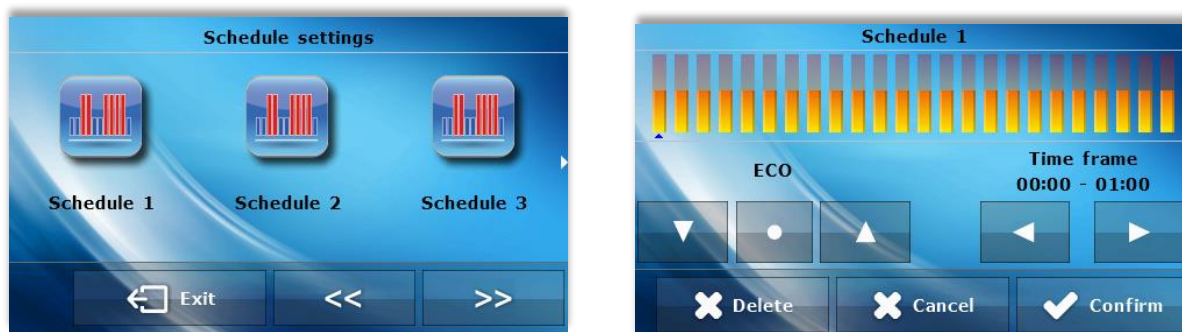 Schedule settings
Schedule 1 Schedule 2 Schedule 3
Exit << >>
Schedule 1
ECO
Time frame
00:00 - 01:00
Delete Cancel Confirm